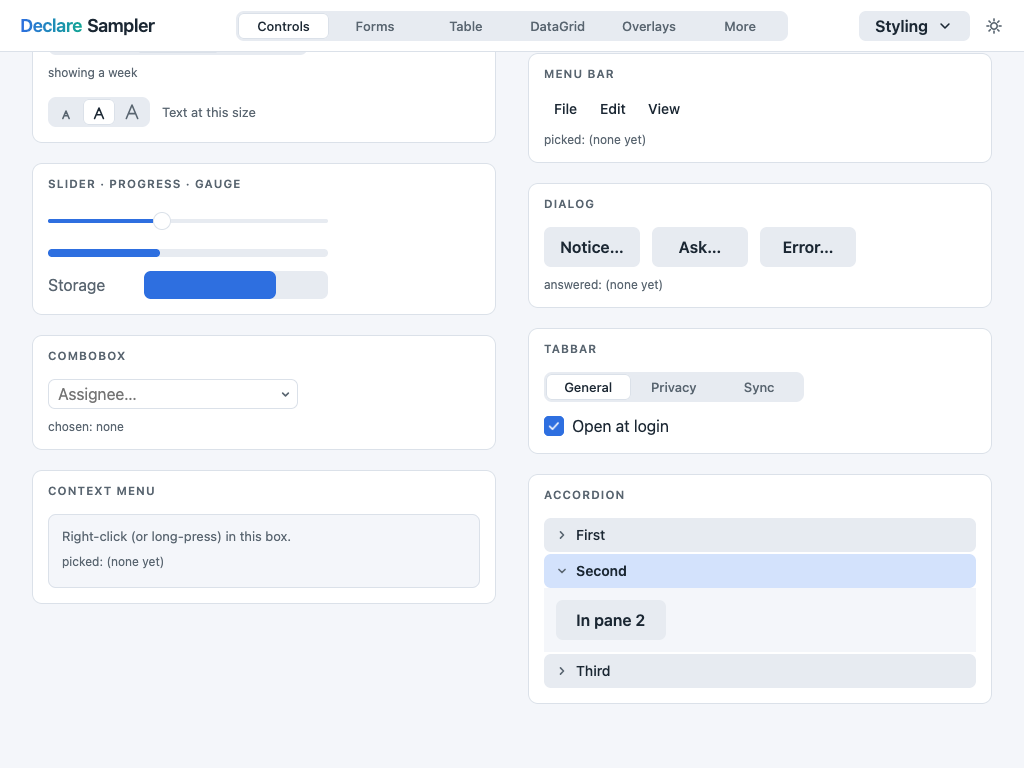 Declare Sampler
Controls
Forms
Table
DataGrid
Overlays
More
Styling
showing a week
A
A
A
Text at this size
SLIDER · PROGRESS · GAUGE
Storage
COMBOBOX
Assignee...
chosen: none
CONTEXT MENU
Right-click (or long-press) in this box.
picked: (none yet)
MENU BAR
File
Edit
View
picked: (none yet)
DIALOG
Notice...
Ask...
Error...
answered: (none yet)
TABBAR
General
Privacy
Sync
Open at login
ACCORDION
First
Second
In pane 2
Third